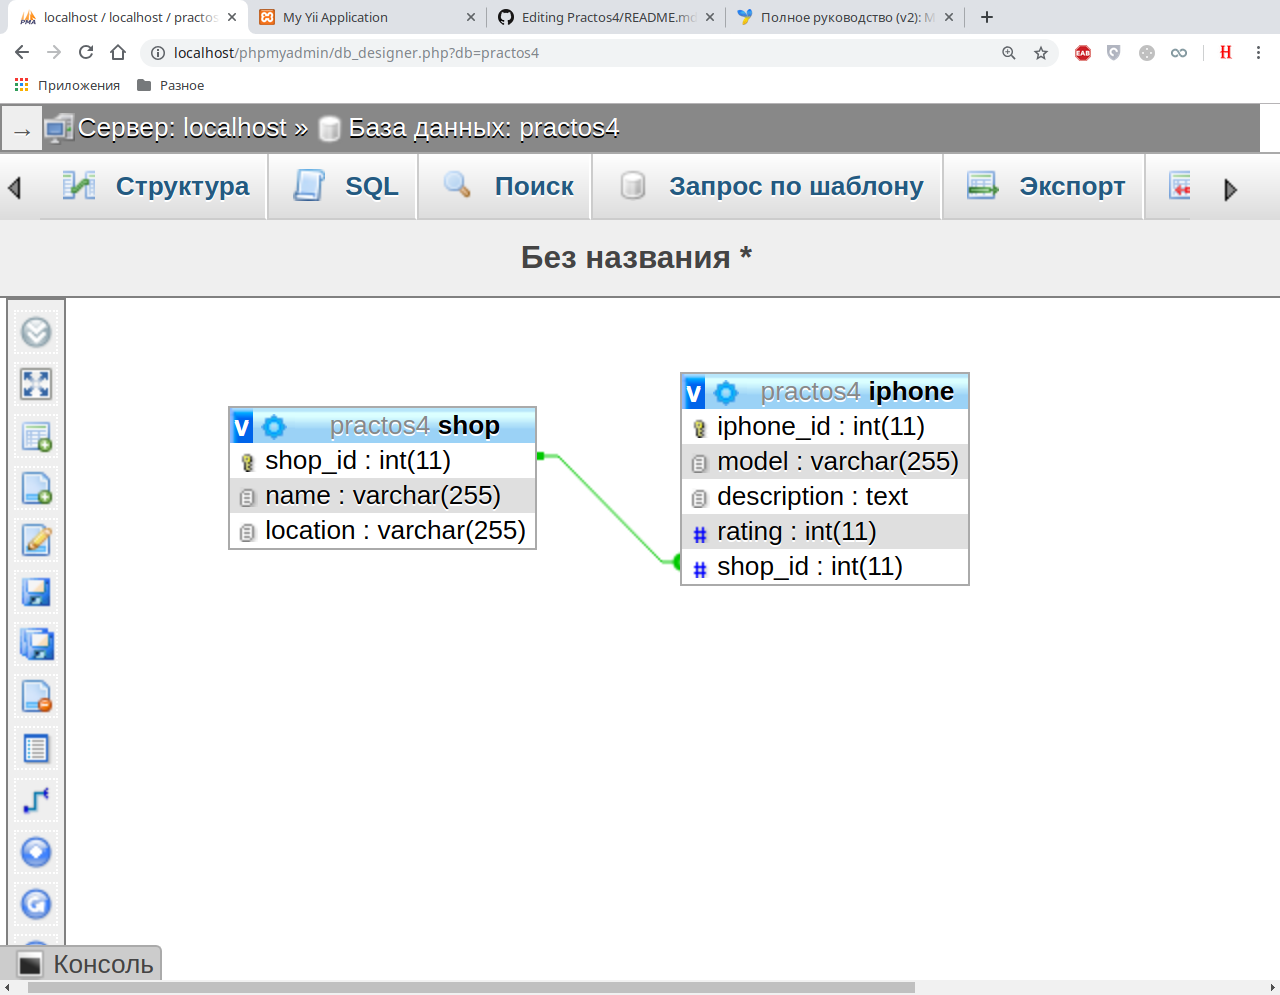 localhost / localhost / practos
My Yii Application
Editing Practos4/README.md
Полное руководство (v2): М
localhost/phpmyadmin/db_designer.php?db=practos4
Приложения
Разное
→ Сервер: localhost » База данных: practos4
Структура
SQL
Поиск
Запрос по шаблону
Экспорт
Без названия *
v practos4 shop
shop_id : int(11)
name : varchar(255)
location : varchar(255)
v practos4 iphone
iphone_id : int(11)
model : varchar(255)
description : text
# rating : int(11)
# shop_id : int(11)
Консоль